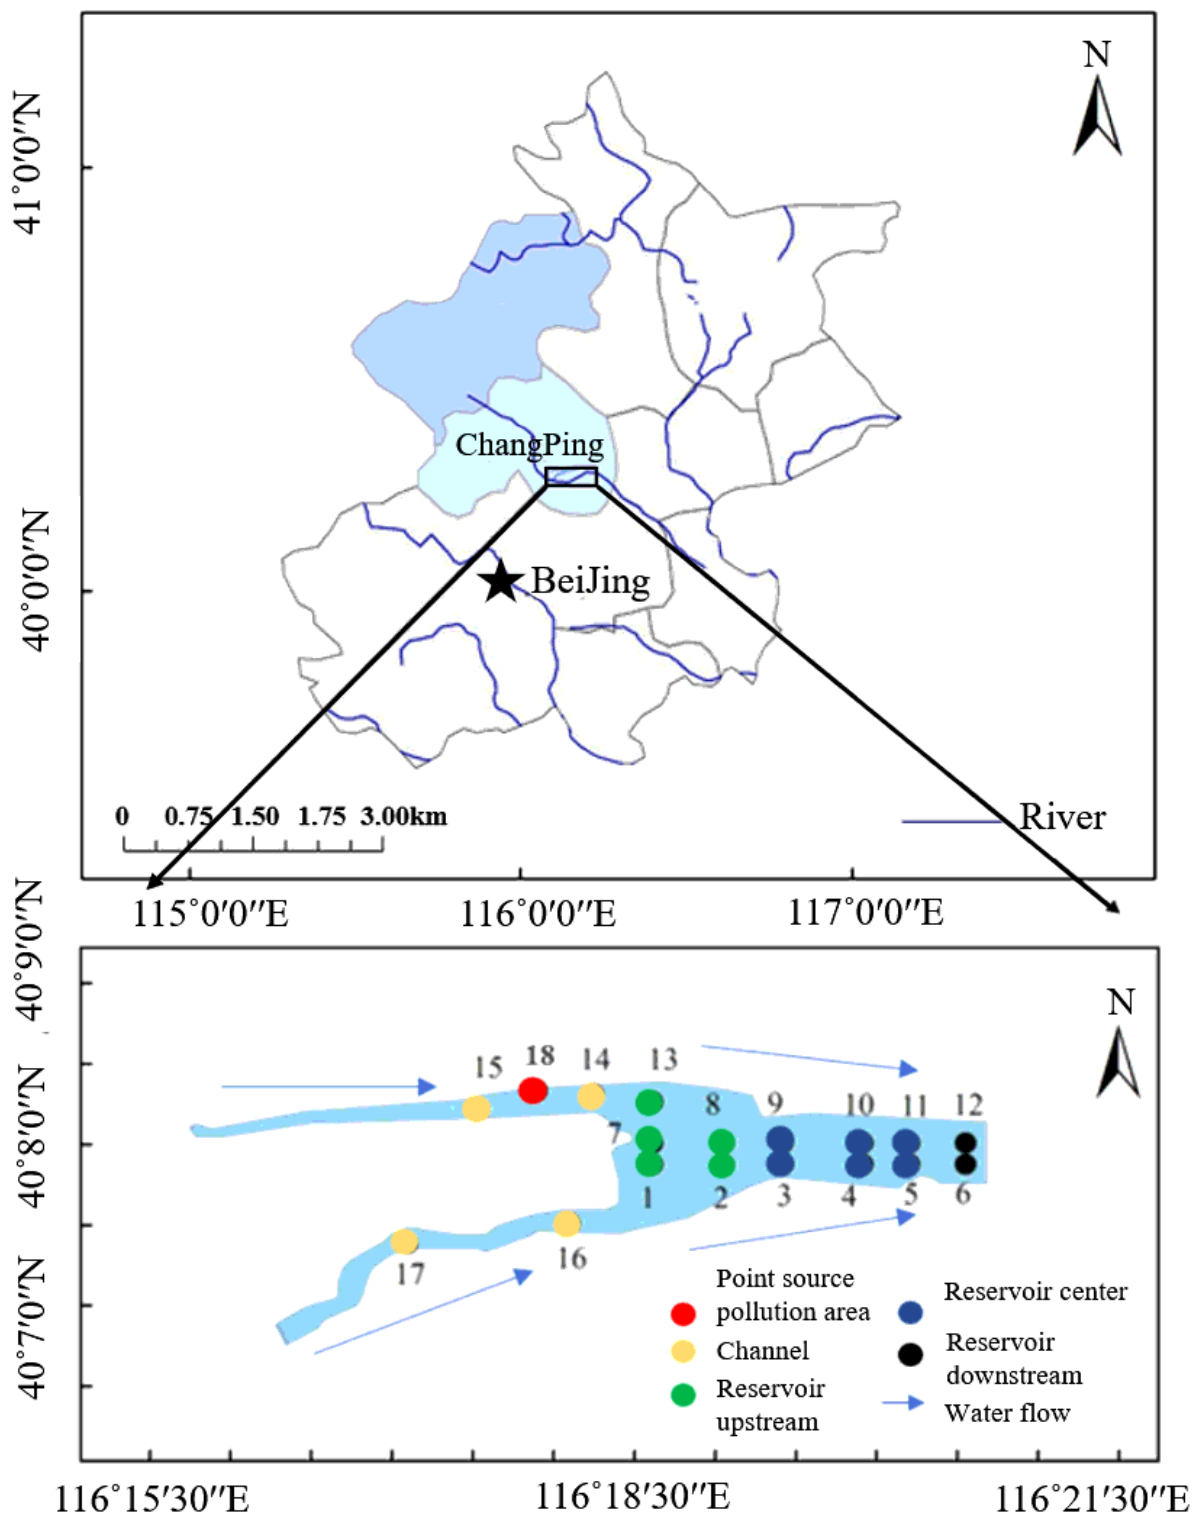 N
41°0′0″N
ChangPing
40°0′0″N
BeiJing
0 0.75 1.50 1.75 3.00km
River
115°0′0″E 116°0′0″E 117°0′0″E
40°9′0″N
N
15 18 14 13
8 9 10 11 12
7
40°8′0″N
1 2 3 4 5 6
16
17
40°7′0″N
Point source
pollution area
Channel
Reservoir
upstream
Reservoir center
Reservoir
downstream
Water flow
116°15′30″E 116°18′30″E 116°21′30″E